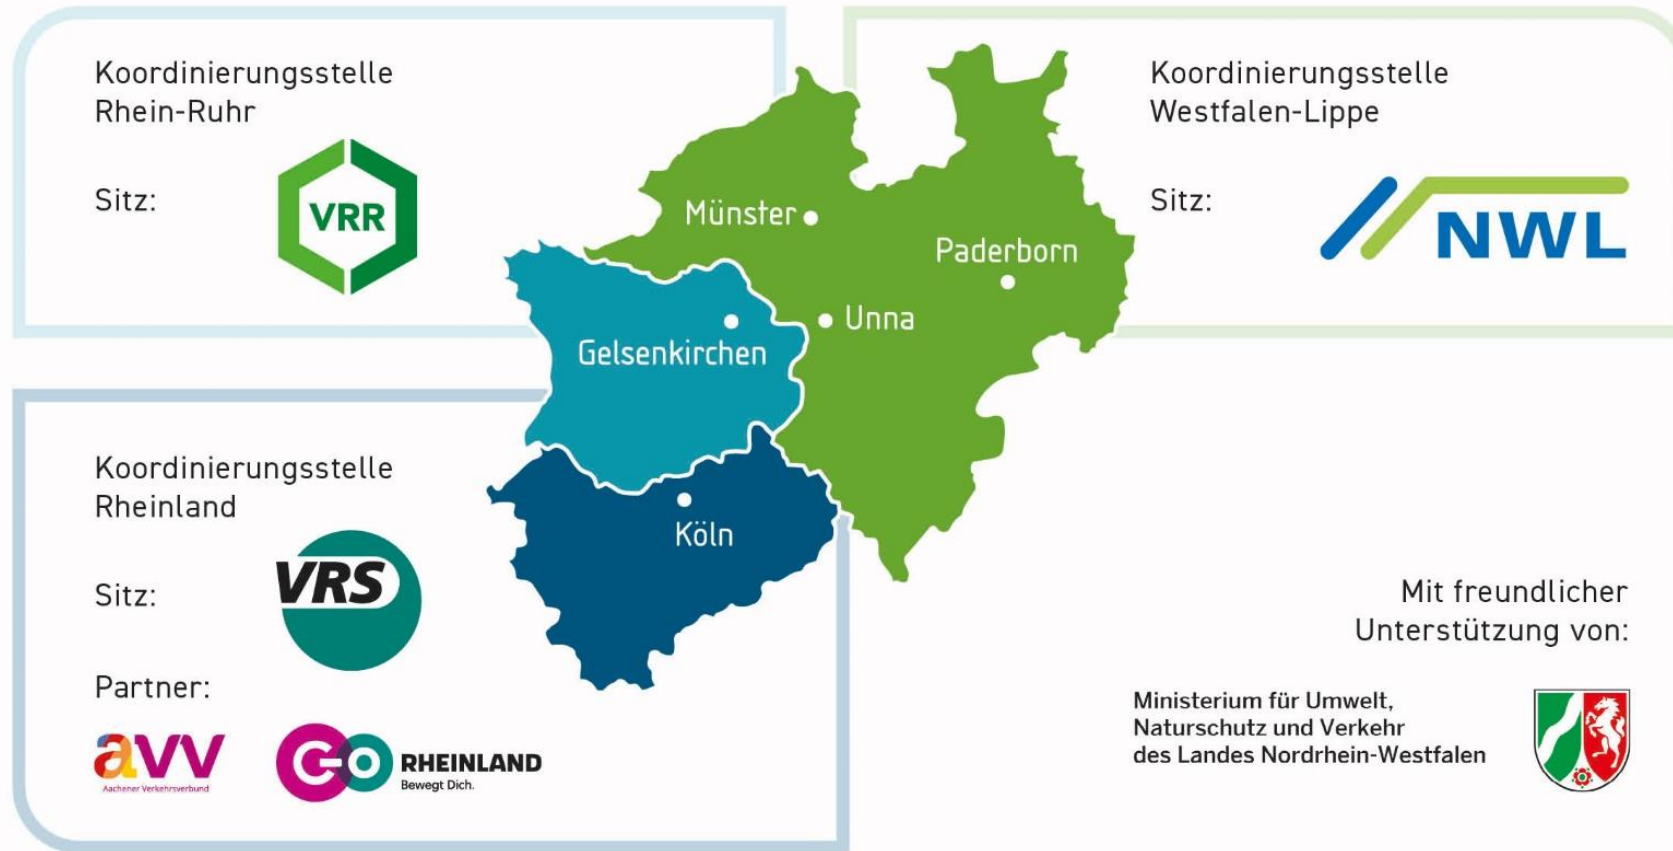 Koordinierungsstelle
Rhein-Ruhr
Sitz:
VRR
Koordinierungsstelle
Westfalen-Lippe
Sitz:
NWL
Münster
Paderborn
Unna
Gelsenkirchen
Köln
Koordinierungsstelle
Rheinland
Sitz:
VRS
Partner:
avv
Aachener Verkehrsverbund
GO
RHEINLAND
Bewegt Dich.
Mit freundlicher
Unterstützung von:
Ministerium für Umwelt,
Naturschutz und Verkehr
des Landes Nordrhein-Westfalen